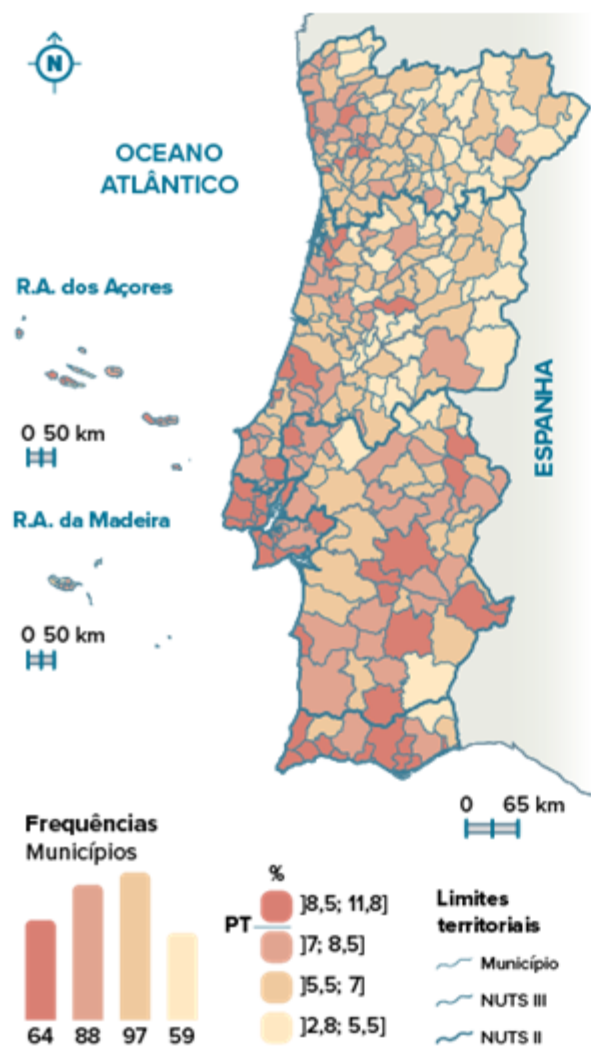 N
OCEANO
ATLÂNTICO
R.A. dos Açores
0 50 km
R.A. da Madeira
0 50 km
ESPANHA
0 65 km
Frequências
Municípios
64 88 97 59
%
PT
]8,5; 11,8]
]7; 8,5]
]5,5; 7]
]2,8; 5,5]
Limites
territoriais
Município
NUTS III
NUTS II